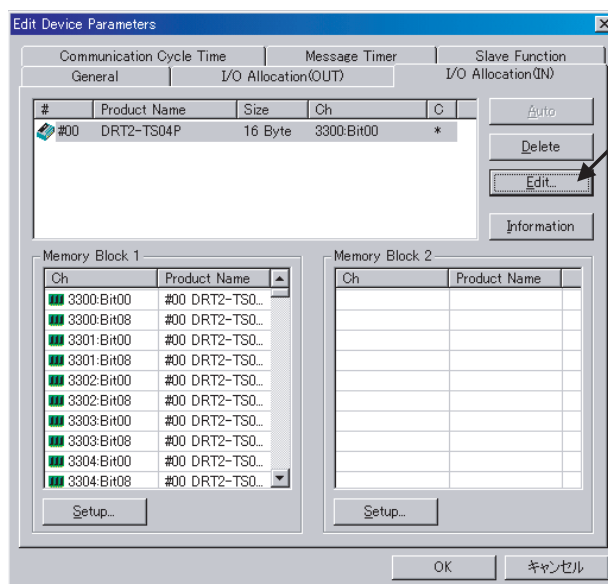 Edit Device Parameters
Communication Cycle Time Message Timer Slave Function
General I/O Allocation(OUT) I/O Allocation(IN)
# Product Name Size Ch C
#00 DRT2-TS04P 16 Byte 3300:Bit00 *
Auto
Delete
Edit...
Information
Memory Block 1
Ch Product Name
3300:Bit00 #00 DRT2-TS0...
3300:Bit08 #00 DRT2-TS0...
3301:Bit00 #00 DRT2-TS0...
3301:Bit08 #00 DRT2-TS0...
3302:Bit00 #00 DRT2-TS0...
3302:Bit08 #00 DRT2-TS0...
3303:Bit00 #00 DRT2-TS0...
3303:Bit08 #00 DRT2-TS0...
3304:Bit00 #00 DRT2-TS0...
3304:Bit08 #00 DRT2-TS0...
Setup...
Memory Block 2
Ch Product Name
Setup...
OK キャンセル